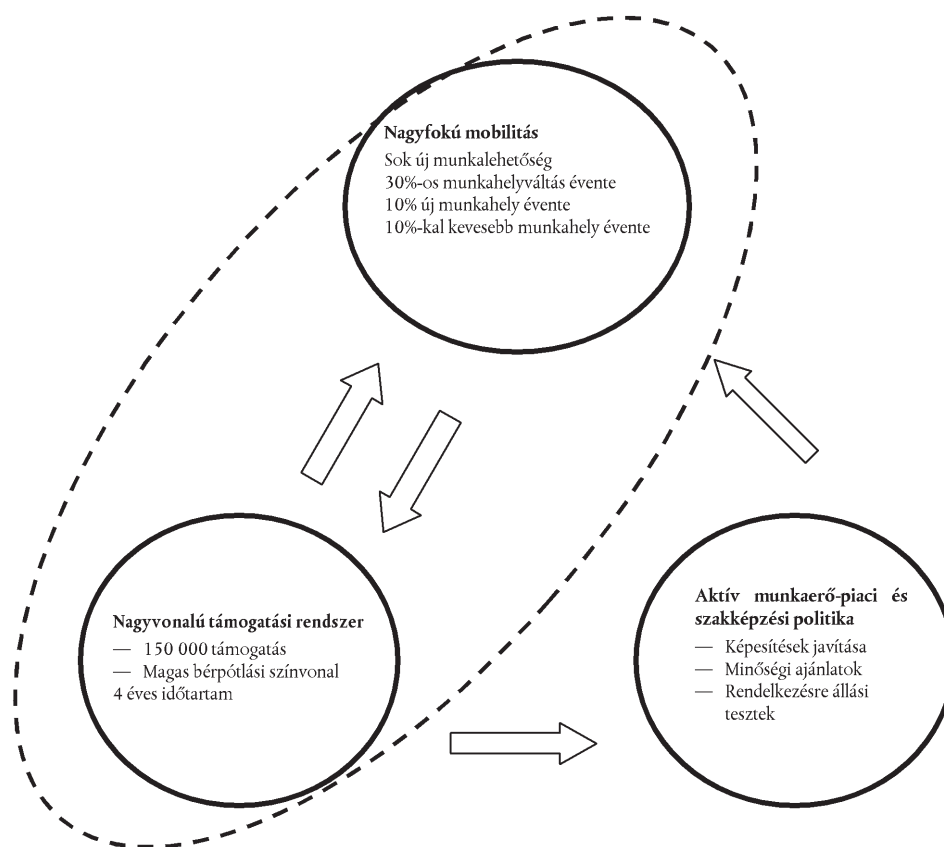 Nagyfokú mobilitás
Sok új munkalehetőség
30%-os munkahelyváltás évente
10% új munkahely évente
10%-kal kevesebb munkahely évente
Nagyvonalú támogatási rendszer
— 150 000 támogatás
— Magas bérpótlási színvonal
4 éves időtartam
Aktív munkaerő-piaci és
szakképzési politika
— Képesítések javítása
— Minőségi ajánlatok
— Rendelkezésre állási
tesztek